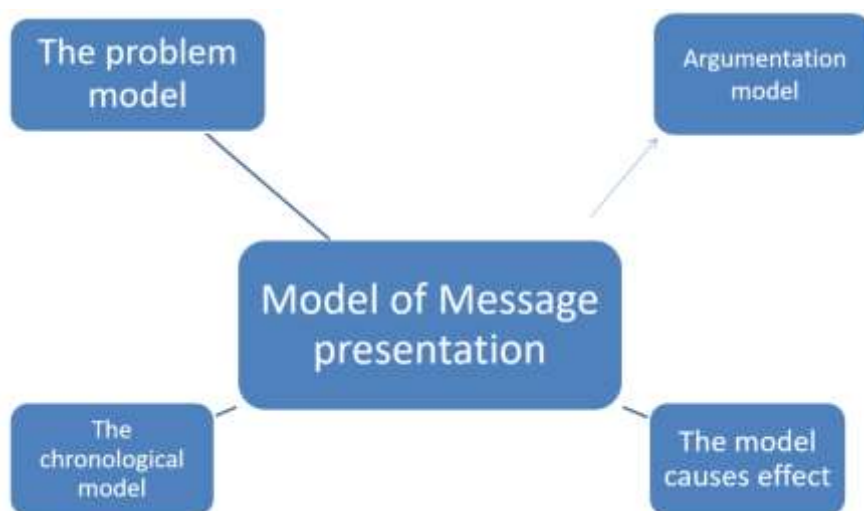 The problem
model
Argumentation
model
Model of Message
presentation
The
chronological
model
The model
causes effect